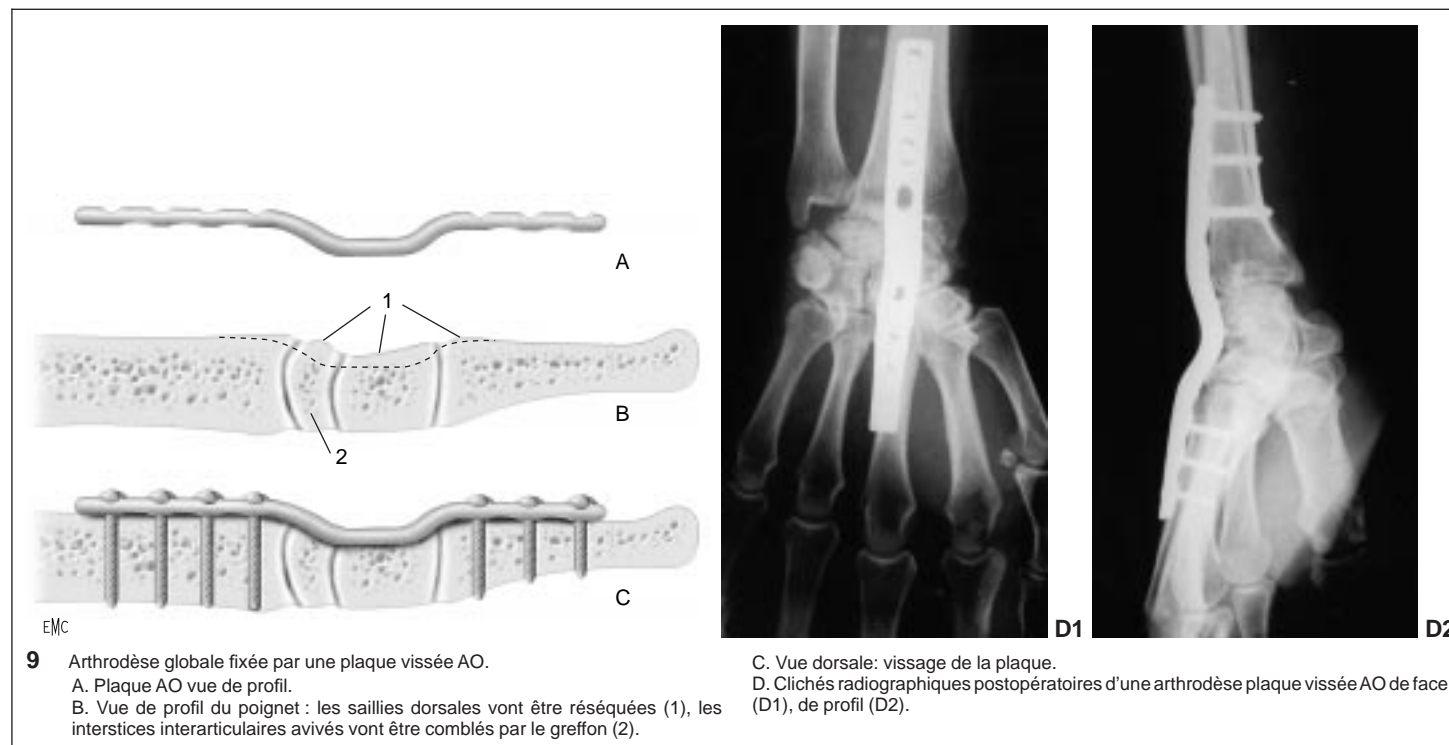 A
1
B
2
C
EMC
D1
D2
9 Arthrodèse globale fixée par une plaque vissée AO.
A. Plaque AO vue de profil.
B. Vue de profil du poignet : les saillies dorsales vont être réséquées (1), les
interstices interarticulaires avivés vont être comblés par le greffon (2).
C. Vue dorsale: vissage de la plaque.
D. Clichés radiographiques postopératoires d'une arthrodèse plaque vissée AO de face
(D1), de profil (D2).